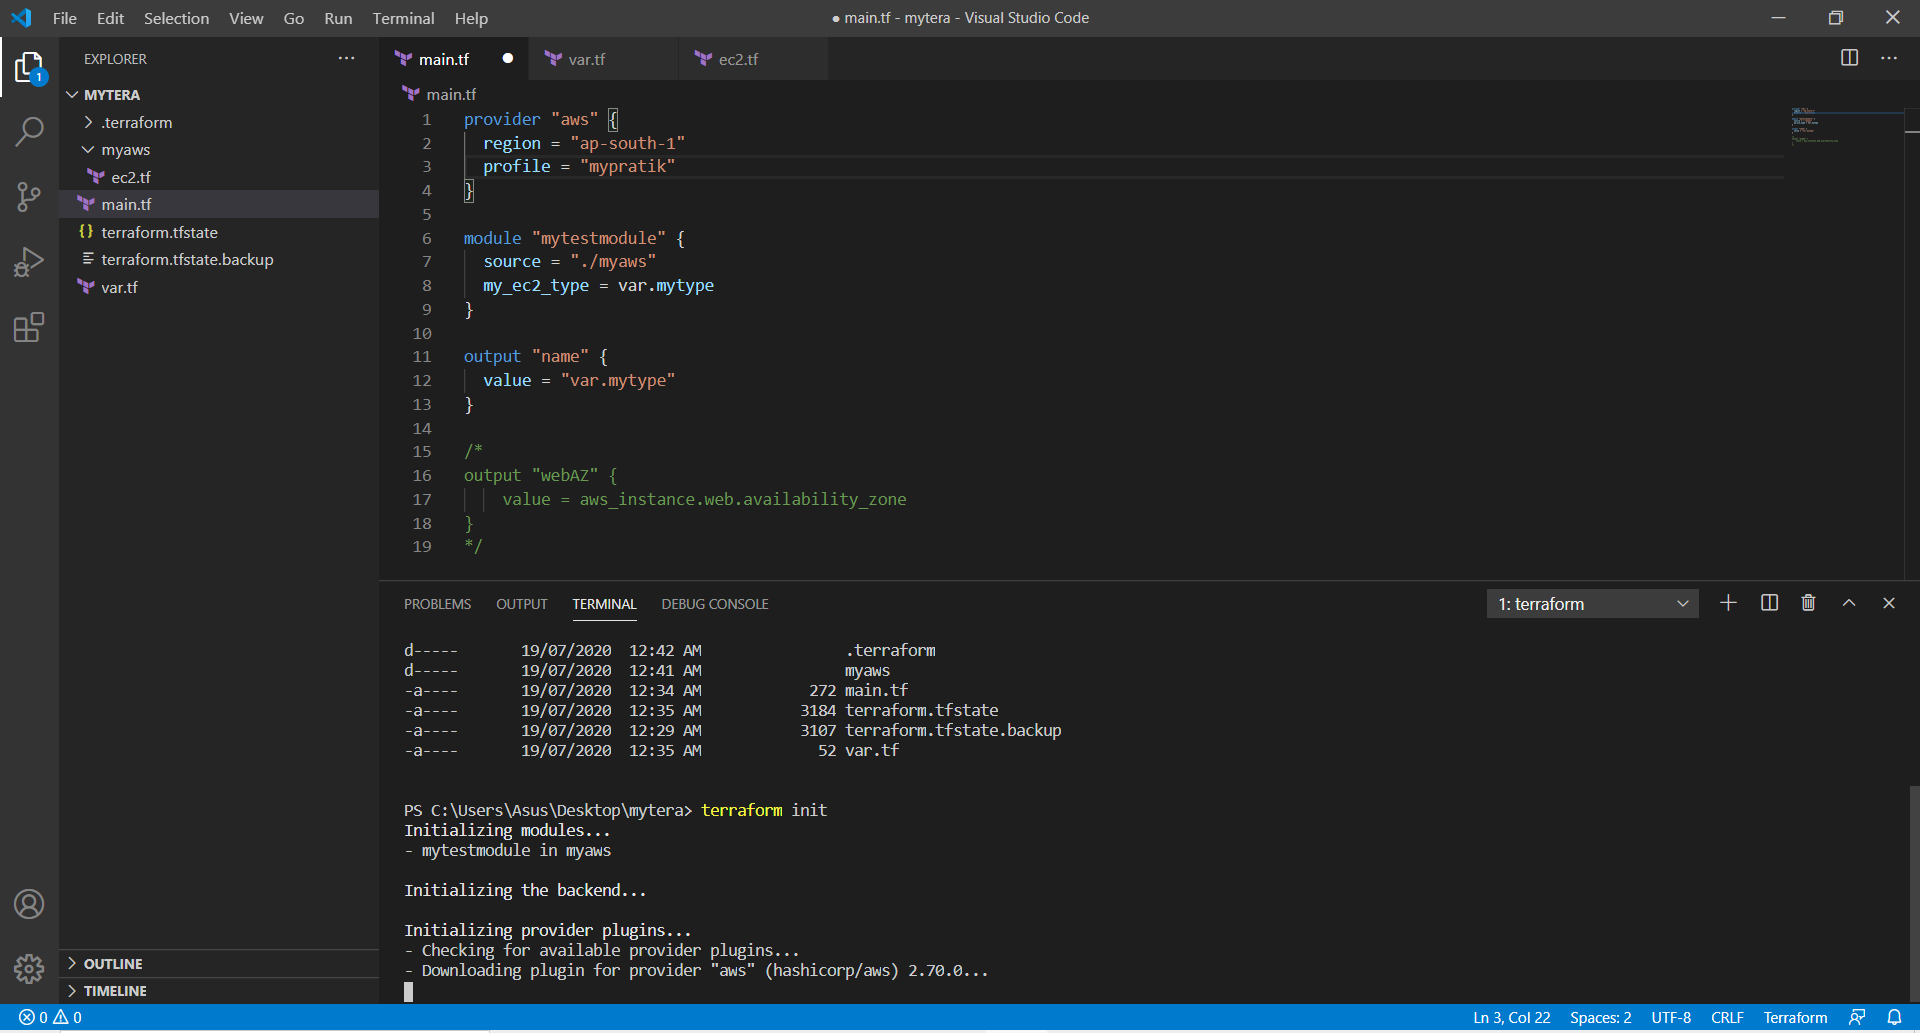 File Edit Selection View Go Run Terminal Help
● main.tf - mytera - Visual Studio Code
EXPLORER
1
MYTERA
.terraform
myaws
ec2.tf
main.tf
{} terraform.tfstate
terraform.tfstate.backup
var.tf
OUTLINE
TIMELINE
main.tf ● var.tf ec2.tf
main.tf
1 provider "aws" {
2 region = "ap-south-1"
3 profile = "mypratik"
4 }
5
6 module "mytestmodule" {
7 source = "./myaws"
8 my_ec2_type = var.mytype
9 }
10
11 output "name" {
12 value = "var.mytype"
13 }
14
15 /*
16 output "webAZ" {
17 value = aws_instance.web.availability_zone
18 }
19 */
PROBLEMS OUTPUT TERMINAL DEBUG CONSOLE
1: terraform
d----- 19/07/2020 12:42 AM .terraform
d----- 19/07/2020 12:41 AM myaws
-a---- 19/07/2020 12:34 AM 272 main.tf
-a---- 19/07/2020 12:35 AM 3184 terraform.tfstate
-a---- 19/07/2020 12:29 AM 3107 terraform.tfstate.backup
-a---- 19/07/2020 12:35 AM 52 var.tf
PS C:\Users\Asus\Desktop\mytera> terraform init
Initializing modules...
- mytestmodule in myaws
Initializing the backend...
Initializing provider plugins...
- Checking for available provider plugins...
- Downloading plugin for provider "aws" (hashicorp/aws) 2.70.0...
0 0
Ln 3, Col 22 Spaces: 2 UTF-8 CRLF Terraform